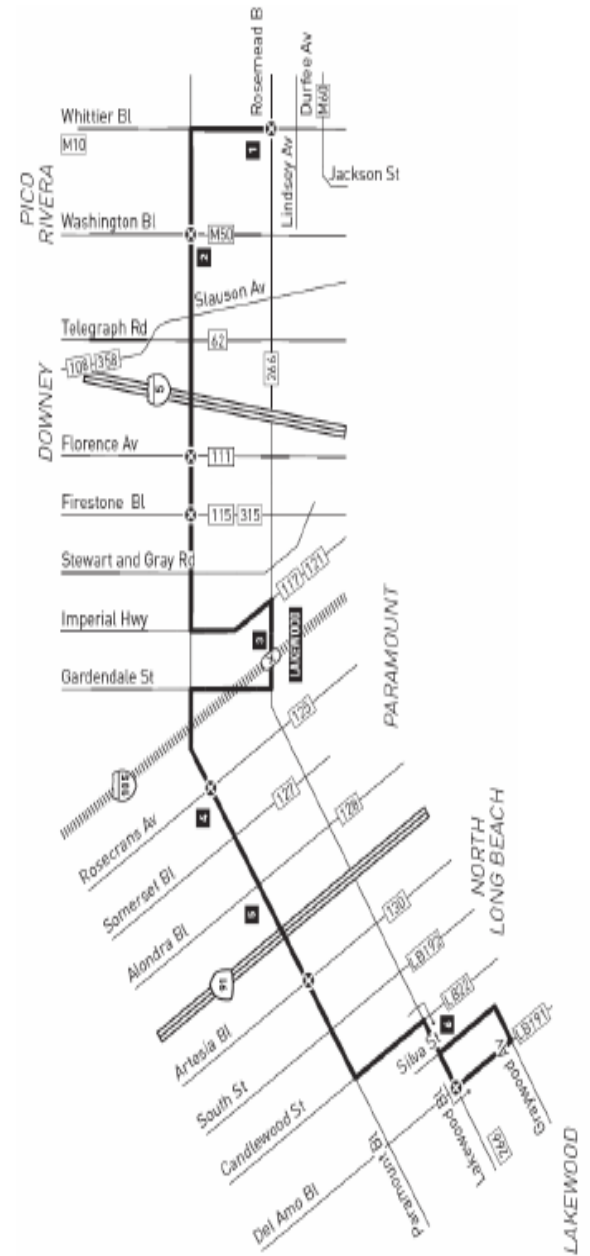 Rosemead B
Durfee Av
Whittier Bl
M10
M60
1
Lindsey Av
Jackson St
PICO
RIVERA
Washington Bl
M50
2
Slauson Av
Telegraph Rd
62
108-358
266
5
DOWNEY
Florence Av
111
Firestone Bl
115-315
Stewart and Gray Rd
117-121
Imperial Hwy
3
LAKEWOOD
Gardendale St
PARAMOUNT
105
125
Rosecrans Av
4
127
Somerset Bl
128
Alondra Bl
5
NORTH
LONG BEACH
91
130
Artesia Bl
LB192
South St
LB22
6
Silva St
Candlewood St
LB191
Graywood Av
Del Amo Bl
Lakewood Bl
266
Paramount Bl
LAKEWOOD